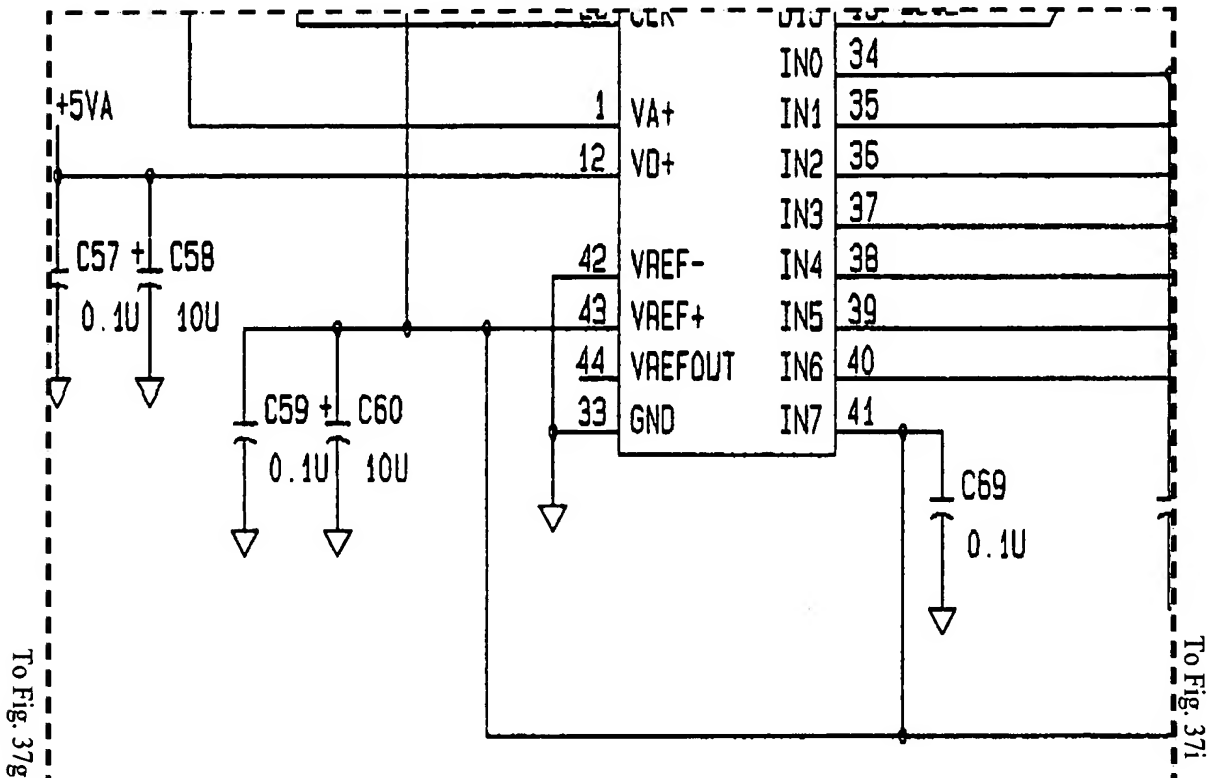 IN0 34
+5VA
1 VA+ IN1 35
12 VD+ IN2 36
IN3 37
C57 + C58
0.1U 10U
42 VREF- IN4 38
43 VREF+ IN5 39
44 VREFOUT IN6 40
C59 + C60
0.1U 10U
33 GND IN7 41
C69
0.1U
To Fig. 37g
To Fig. 37i